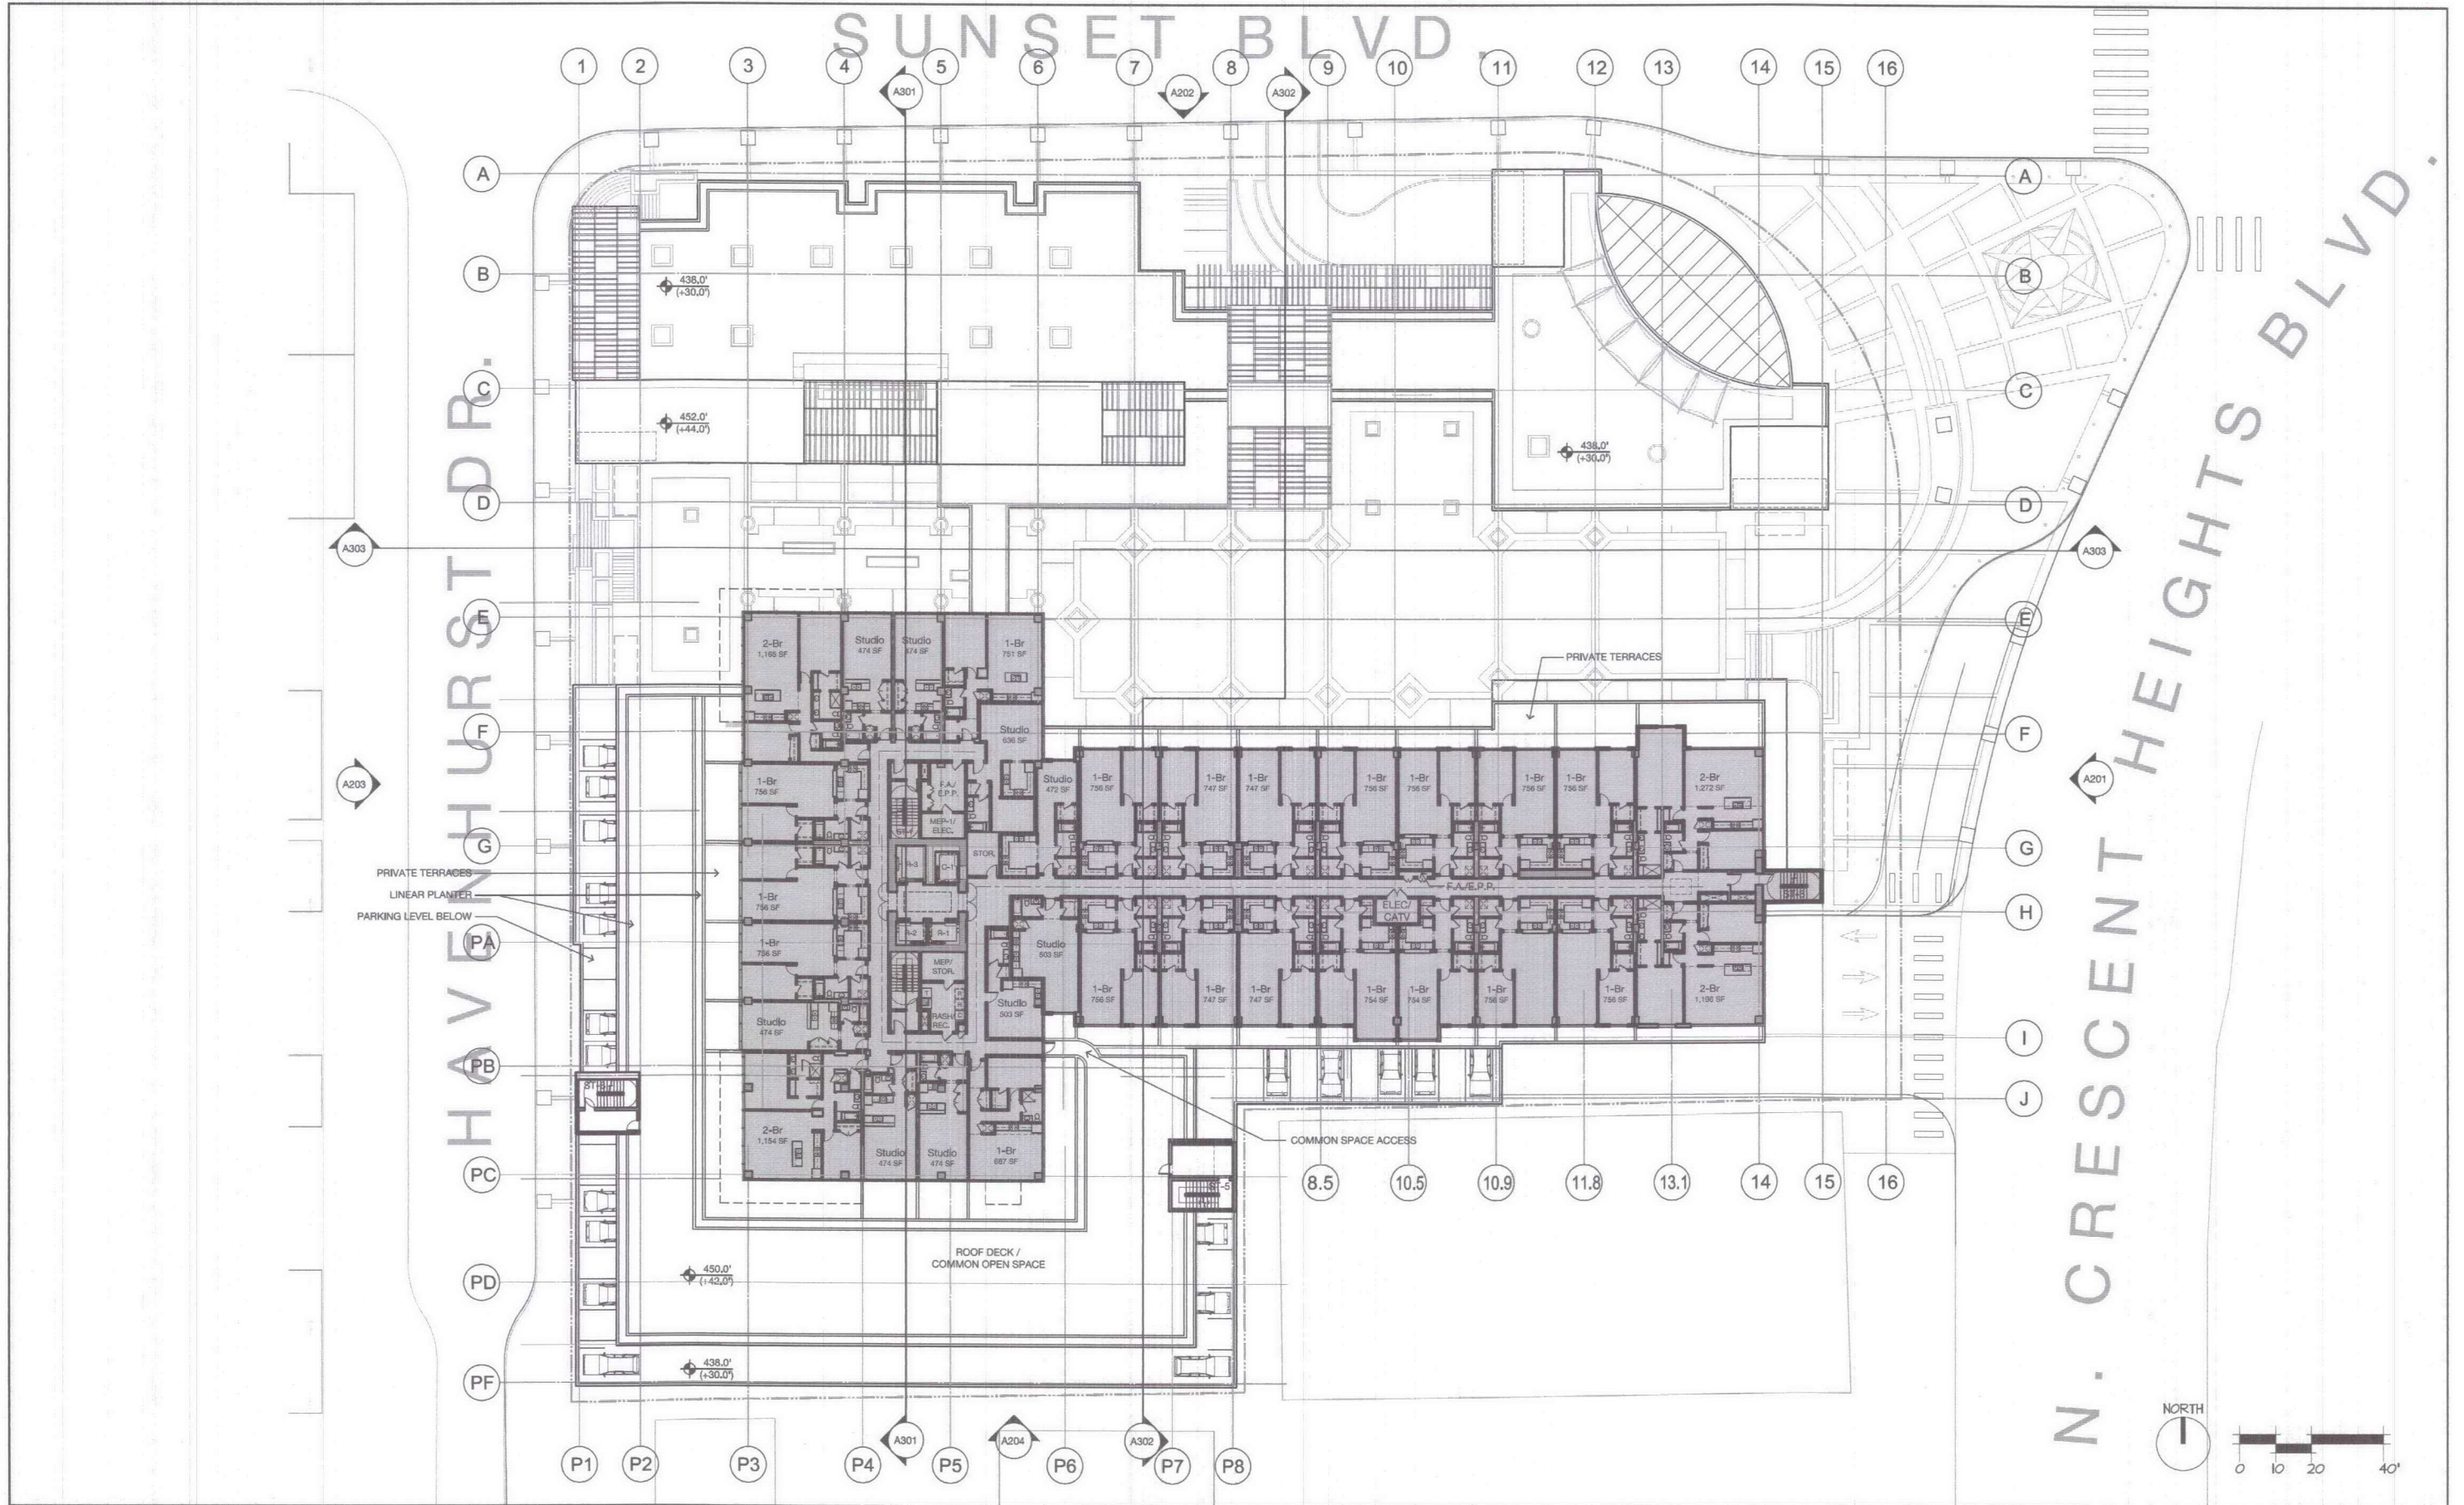 SUNSET BLVD.
1 2 3 4 5 6 7 8 9 10 11 12 13 14 15 16
A301 A202 A302
HAVENHURST DR.
N. CRESCENT HEIGHTS BLVD.
A A
B B
438.0'
(+30.0')
C C
452.0'
(+44.0')
438.0'
(+30.0')
D D
A303 A303
E E
2-Br
Studio
474 SF
Studio
474 SF
1-Br
751 SF
PRIVATE TERRACES
F F
Studio
636 SF
A203 A201
1-Br
756 SF
F.A./
E.P.P.
MEP-1/
ELEC.
Studio
472 SF
1-Br
756 SF
1-Br
747 SF
1-Br
747 SF
1-Br
756 SF
1-Br
756 SF
1-Br
756 SF
1-Br
756 SF
2-Br
1,272 SF
G G
STOR.
PRIVATE TERRACES
LINEAR PLANTER
PARKING LEVEL BELOW
1-Br
756 SF
F.A./E.P.P.
ELEC/
CATV
H
PA
1-Br
756 SF
R-2 R-1
MEP/
STOR.
Studio
503 SF
Studio
503 SF
1-Br
756 SF
1-Br
747 SF
1-Br
747 SF
1-Br
754 SF
1-Br
754 SF
1-Br
756 SF
1-Br
756 SF
2-Br
Studio
474 SF
I
PB
J
2-Br
1,154 SF
Studio
474 SF
Studio
474 SF
1-Br
COMMON SPACE ACCESS
PC
ST-5
8.5 10.5 10.9 11.8 13.1 14 15 16
ROOF DECK /
COMMON OPEN SPACE
PD
450.0'
(+42.0')
PF
438.0'
(+30.0')
A301 A204 A302
P1 P2 P3 P4 P5 P6 P7 P8
NORTH
0 10 20 40'